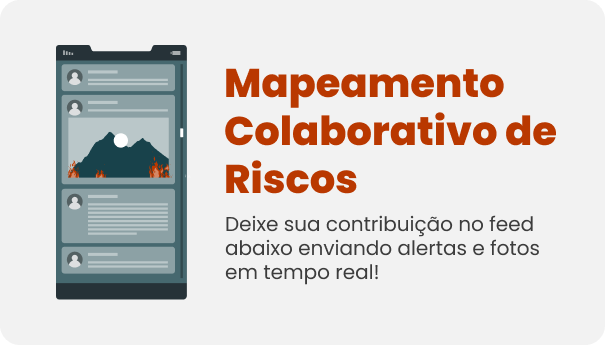 Mapeamento
Colaborativo de
Riscos
Deixe sua contribuição no feed
abaixo enviando alertas e fotos
em tempo real!